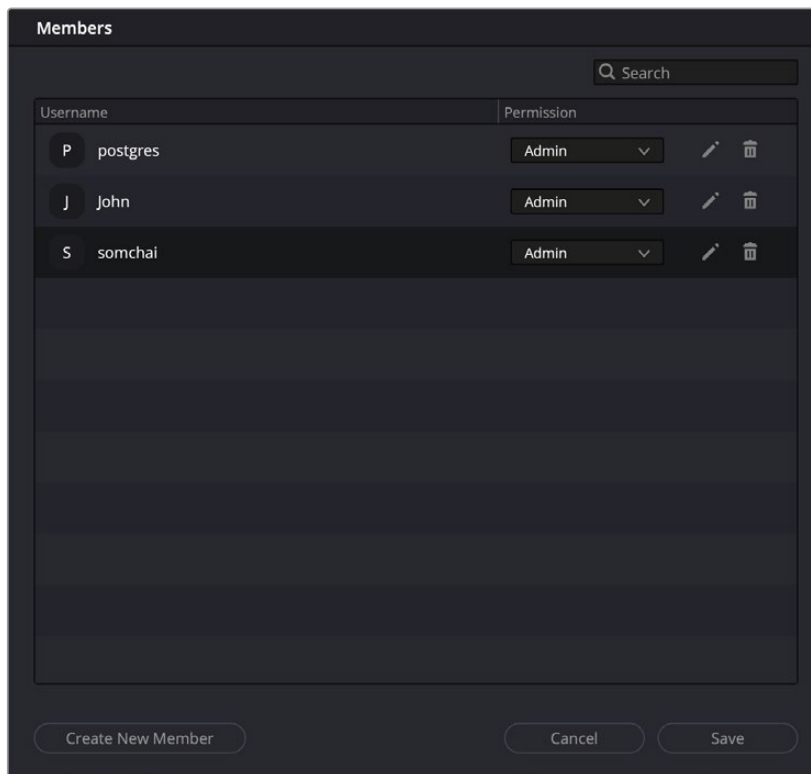 Members
Search
Username Permission
P postgres Admin
J John Admin
S somchai Admin
Create New Member Cancel Save